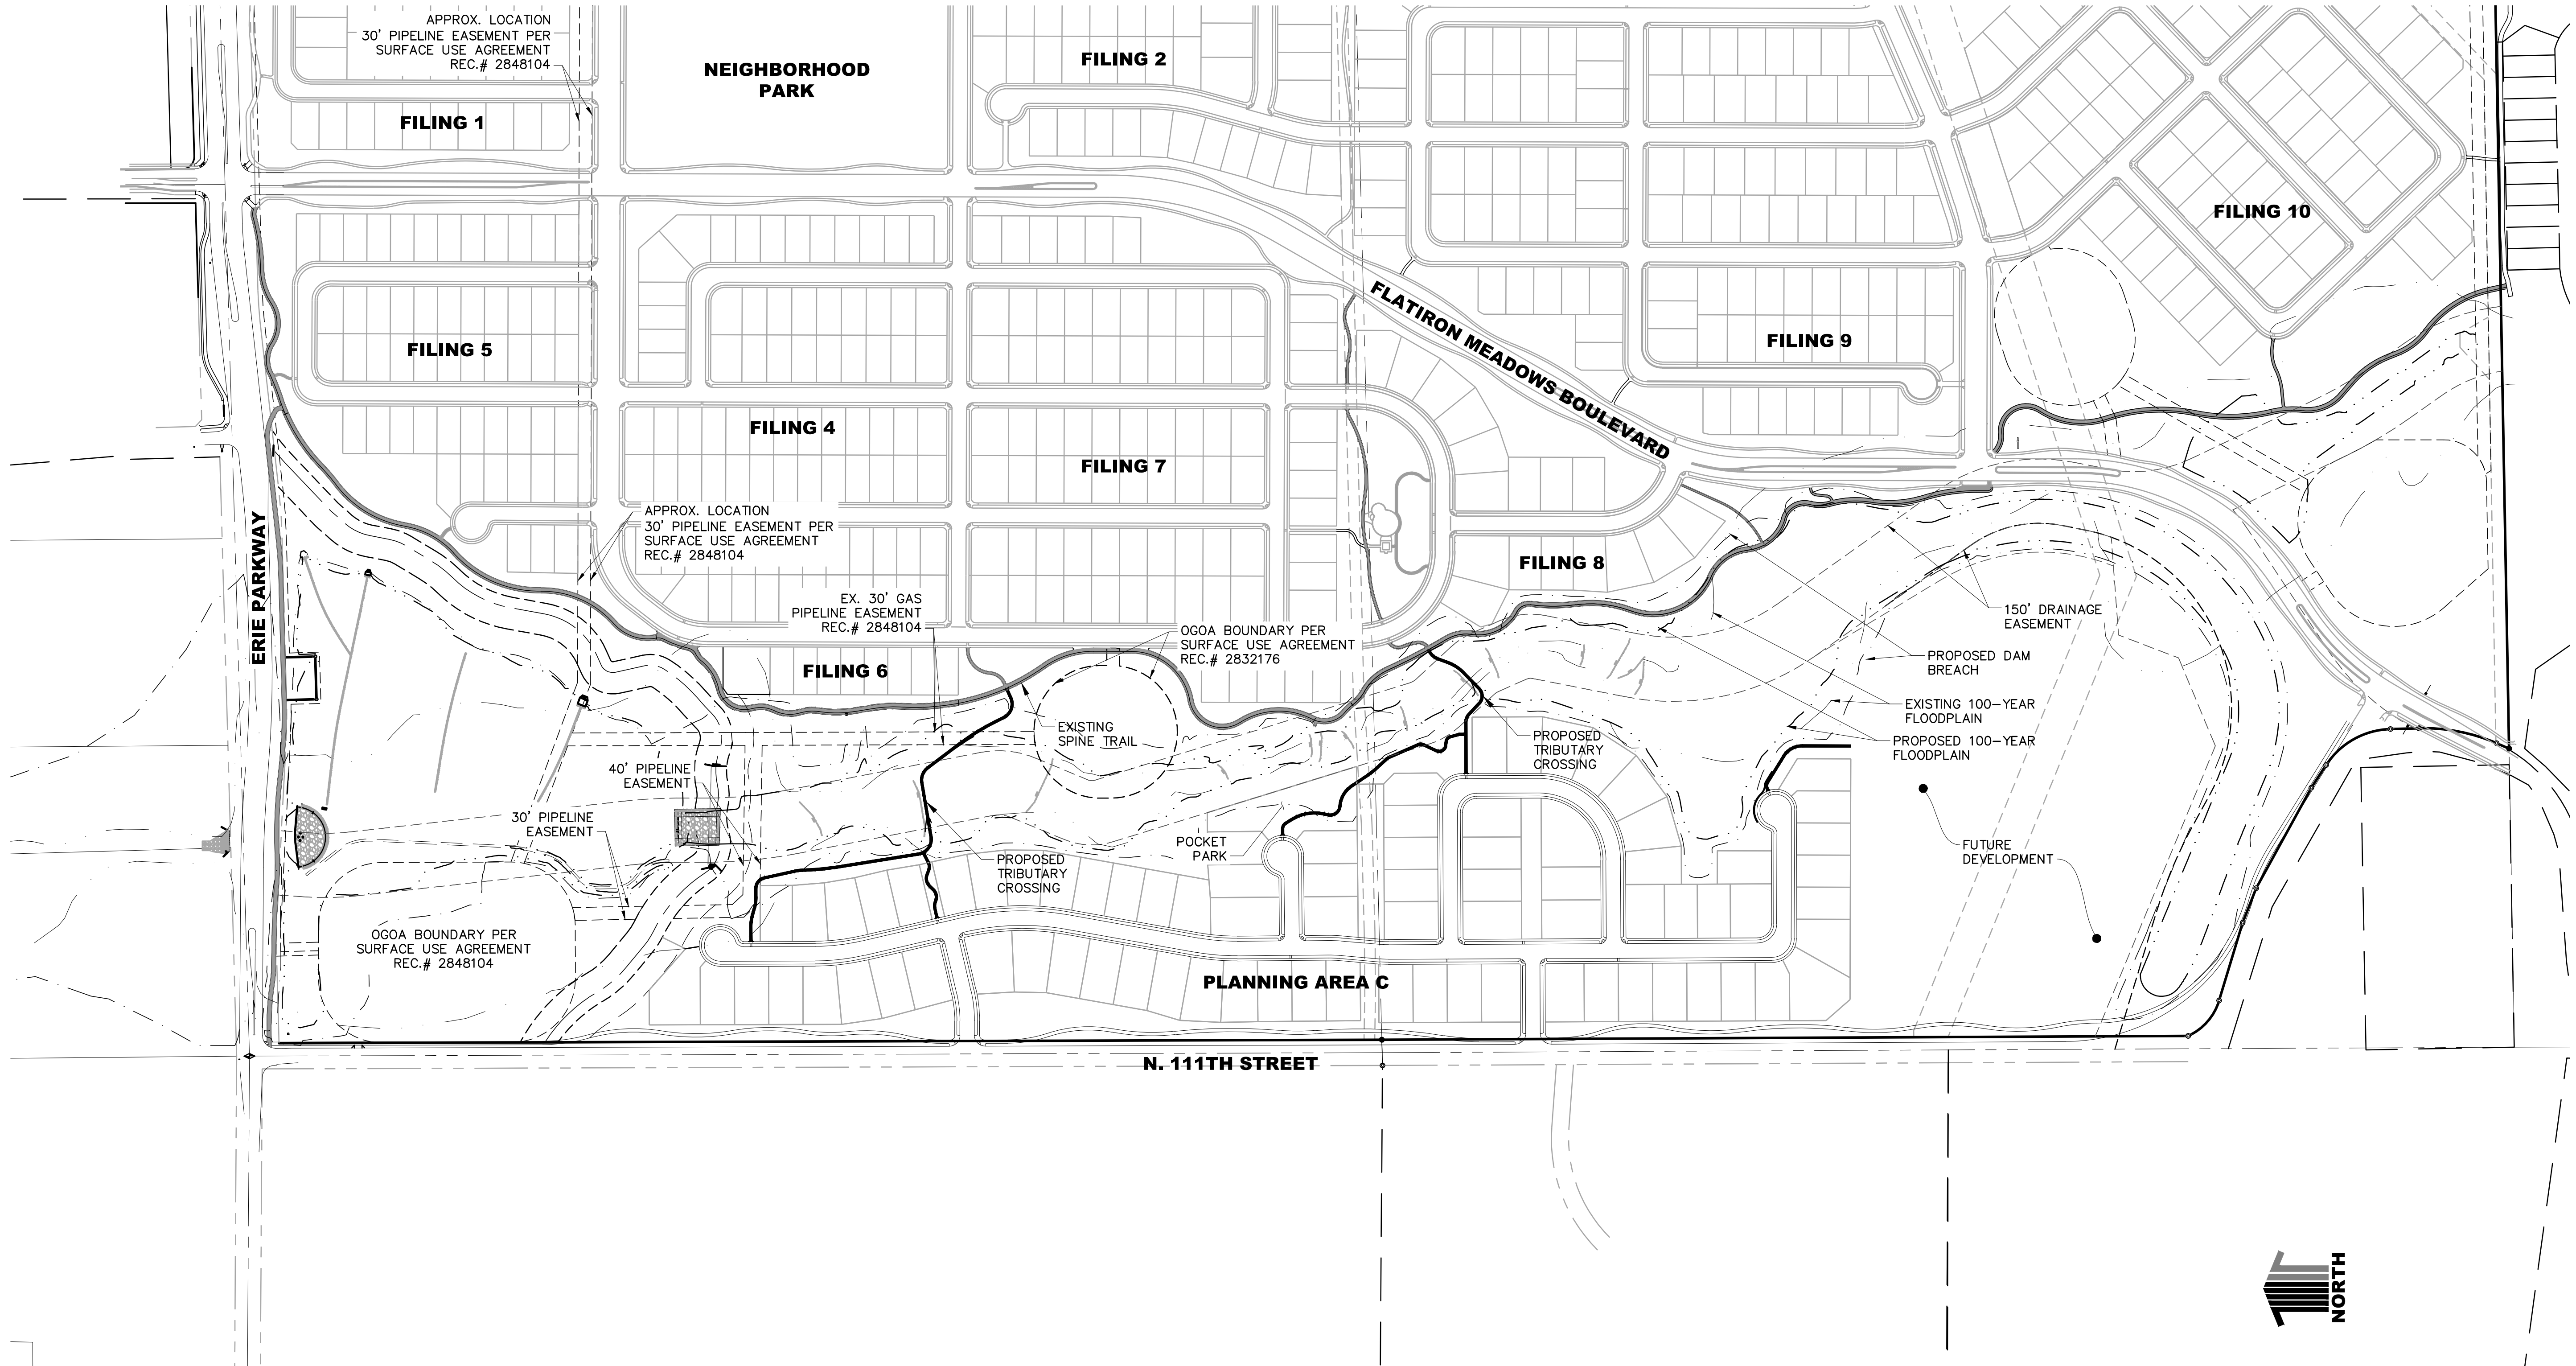 APPROX. LOCATION
30' PIPELINE EASEMENT PER
SURFACE USE AGREEMENT
REC.# 2848104
NEIGHBORHOOD
PARK
FILING 2
FILING 1
FILING 10
FLATIRON MEADOWS BOULEVARD
FILING 9
FILING 5
FILING 4
FILING 7
APPROX. LOCATION
30' PIPELINE EASEMENT PER
SURFACE USE AGREEMENT
REC.# 2848104
ERIE PARKWAY
FILING 8
EX. 30' GAS
PIPELINE EASEMENT
REC.# 2848104
OGOA BOUNDARY PER
SURFACE USE AGREEMENT
REC.# 2832176
150' DRAINAGE
EASEMENT
FILING 6
PROPOSED DAM
BREACH
EXISTING 100-YEAR
FLOODPLAIN
EXISTING
SPINE TRAIL
PROPOSED
TRIBUTARY
CROSSING
PROPOSED 100-YEAR
FLOODPLAIN
40' PIPELINE
EASEMENT
30' PIPELINE
EASEMENT
POCKET
PARK
PROPOSED
TRIBUTARY
CROSSING
FUTURE
DEVELOPMENT
OGOA BOUNDARY PER
SURFACE USE AGREEMENT
REC.# 2848104
PLANNING AREA C
N. 111TH STREET
NORTH